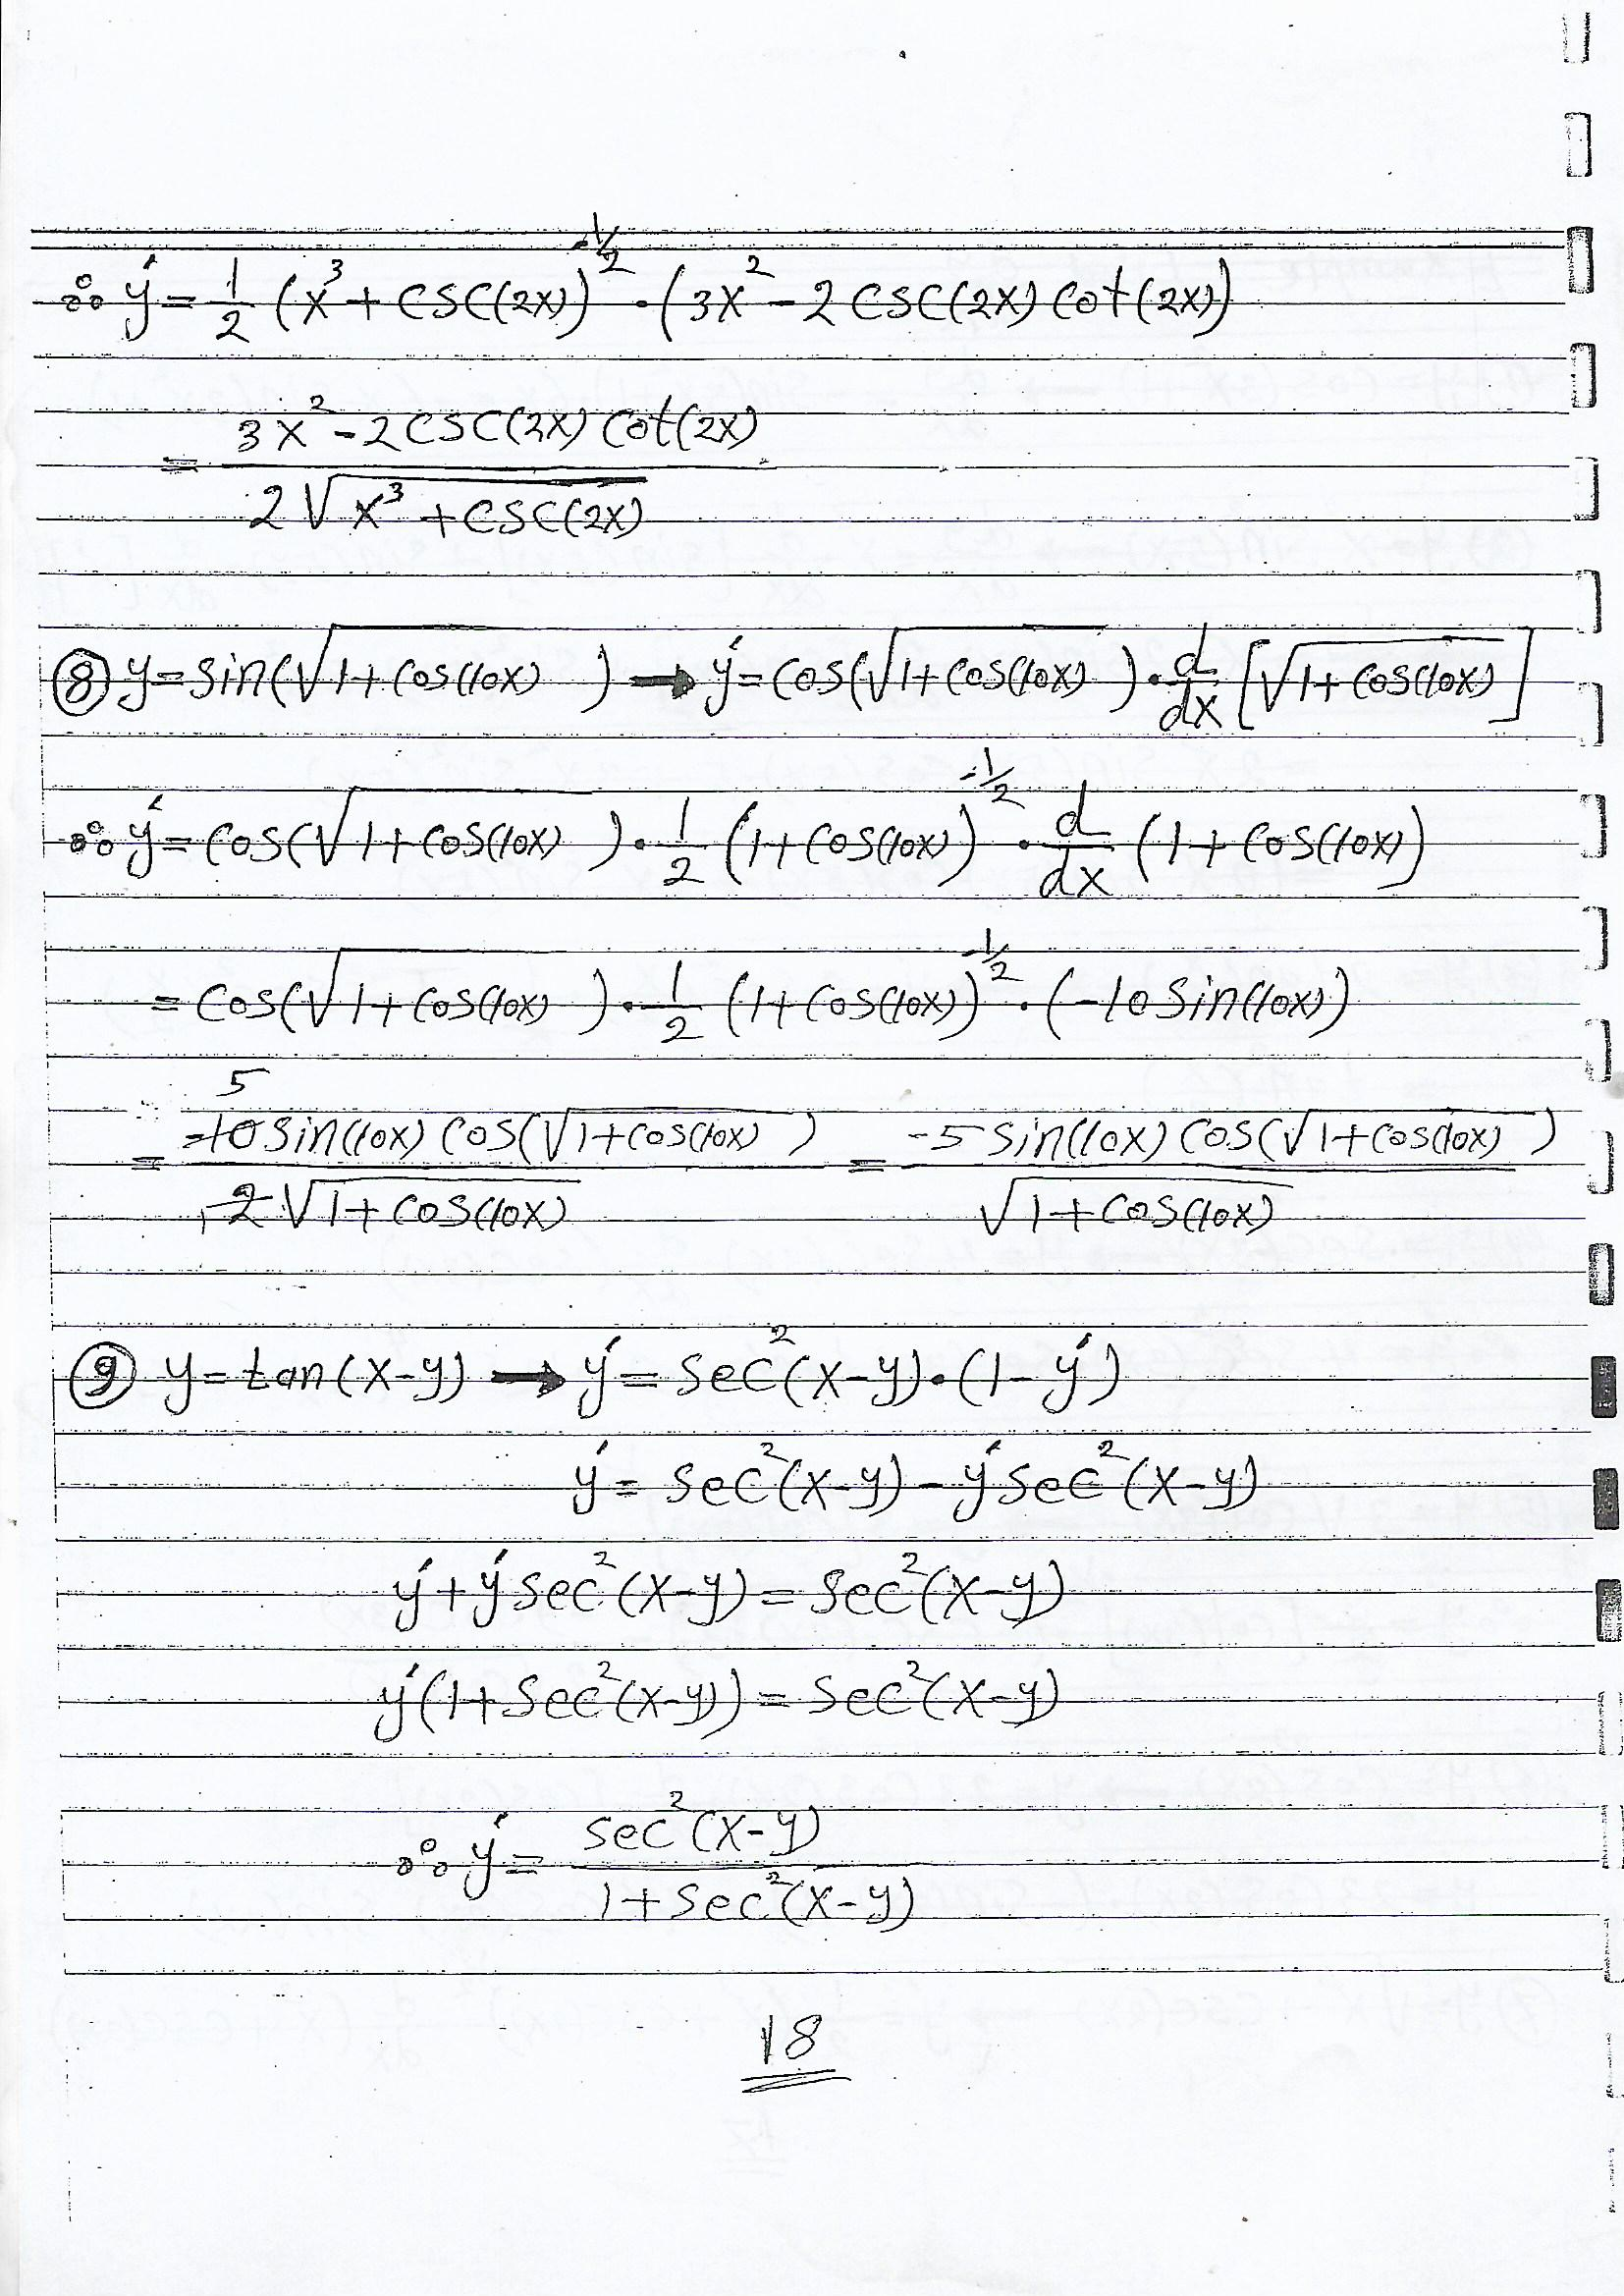 ∴ y' = 1/2 (x³ + csc(2x))^(-1/2) · (3x² - 2 csc(2x) cot(2x))
= (3x² - 2 csc(2x) cot(2x)) / (2√(x³ + csc(2x)))
⑧ y = sin(√(1 + cos(10x))) → y' = cos(√(1 + cos(10x))) · d/dx [√(1 + cos(10x))]
∴ y' = cos(√(1 + cos(10x))) · 1/2 (1 + cos(10x))^(-1/2) · d/dx (1 + cos(10x))
= cos(√(1 + cos(10x))) · 1/2 (1 + cos(10x))^(-1/2) · (-10 sin(10x))
5
= (-10 sin(10x) cos(√(1 + cos(10x)))) / (2√(1 + cos(10x))) = (-5 sin(10x) cos(√(1 + cos(10x)))) / √(1 + cos(10x))
⑨ y = tan(x-y) → y' = sec²(x-y) · (1 - y')
y' = sec²(x-y) - y' sec²(x-y)
y' + y' sec²(x-y) = sec²(x-y)
y'(1 + sec²(x-y)) = sec²(x-y)
∴ y' = sec²(x-y) / (1 + sec²(x-y))
18